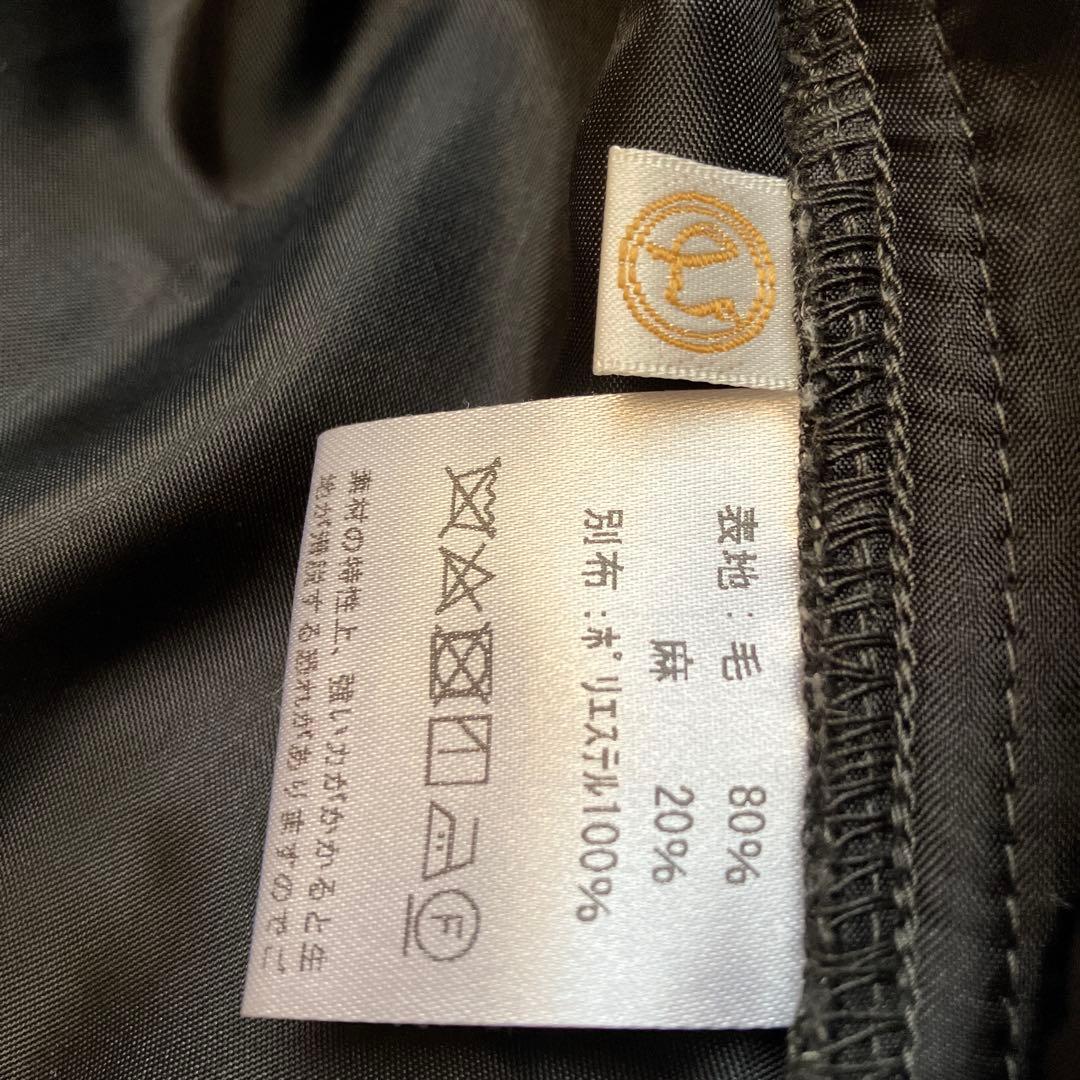 表地:毛 80%
麻 20%
別布:ポリエステル100%
F
素材の特性上、強い力がかかると生
地が滑脱する恐れがありますのでご